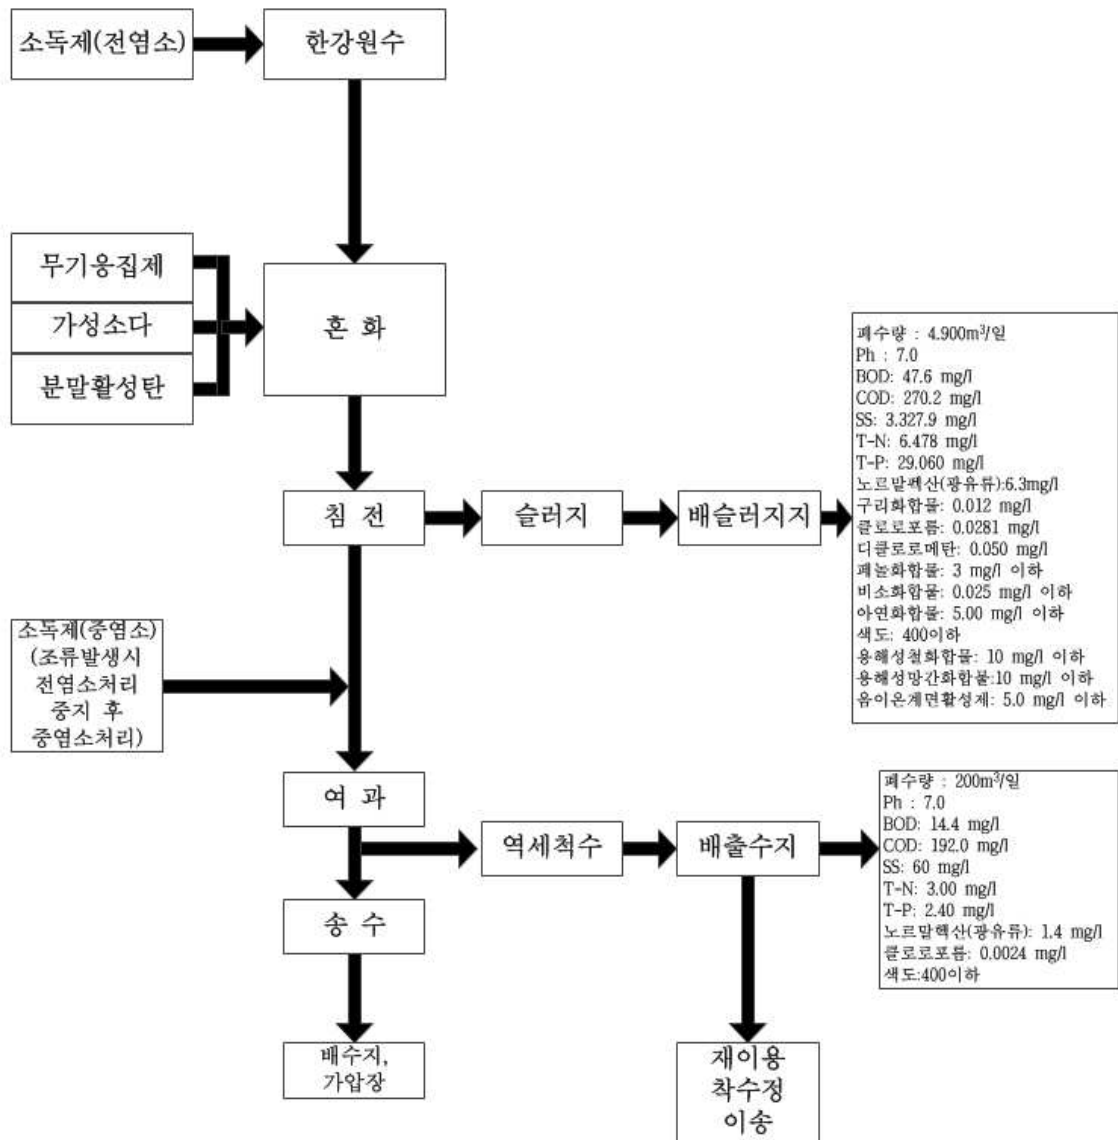 소독제(전염소)
한강원수
무기응집제
가성소다
분말활성탄
혼 화
폐수량 : 4.900m³/일
Ph : 7.0
BOD: 47.6 mg/l
COD: 270.2 mg/l
SS: 3.327.9 mg/l
T-N: 6.478 mg/l
T-P: 29.060 mg/l
노르말펙산(광유류):6.3mg/l
구리화합물: 0.012 mg/l
클로로포름: 0.0281 mg/l
디클로로메탄: 0.050 mg/l
페놀화합물: 3 mg/l 이하
비소화합물: 0.025 mg/l 이하
아연화합물: 5.00 mg/l 이하
색도: 400이하
용해성철화합물: 10 mg/l 이하
용해성망간화합물:10 mg/l 이하
음이온계면활성제: 5.0 mg/l 이하
침 전
슬러지
배슬러지지
소독제(중염소)
(조류발생시
전염소처리
중지 후
중염소처리)
여 과
역세척수
배출수지
폐수량 : 200m³/일
Ph : 7.0
BOD: 14.4 mg/l
COD: 192.0 mg/l
SS: 60 mg/l
T-N: 3.00 mg/l
T-P: 2.40 mg/l
노르말헥산(광유류): 1.4 mg/l
클로로포름: 0.0024 mg/l
색도:400이하
송 수
배수지,
가압장
재이용
착수정
이송